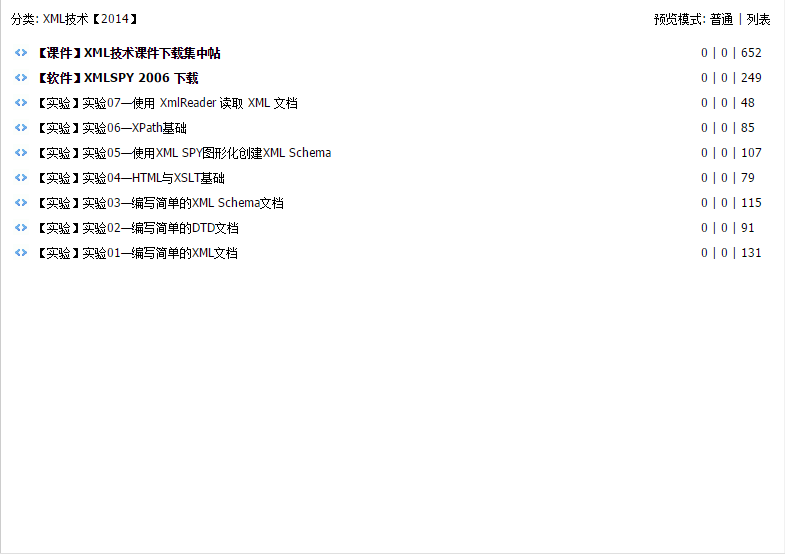 分类: XML技术【2014】 预览模式: 普通 | 列表
【课件】XML技术课件下载集中帖 0 | 0 | 652
【软件】XMLSPY 2006 下载 0 | 0 | 249
【实验】实验07—使用 XmlReader 读取 XML 文档 0 | 0 | 48
【实验】实验06—XPath基础 0 | 0 | 85
【实验】实验05—使用XML SPY图形化创建XML Schema 0 | 0 | 107
【实验】实验04—HTML与XSLT基础 0 | 0 | 79
【实验】实验03—编写简单的XML Schema文档 0 | 0 | 115
【实验】实验02—编写简单的DTD文档 0 | 0 | 91
【实验】实验01—编写简单的XML文档 0 | 0 | 131